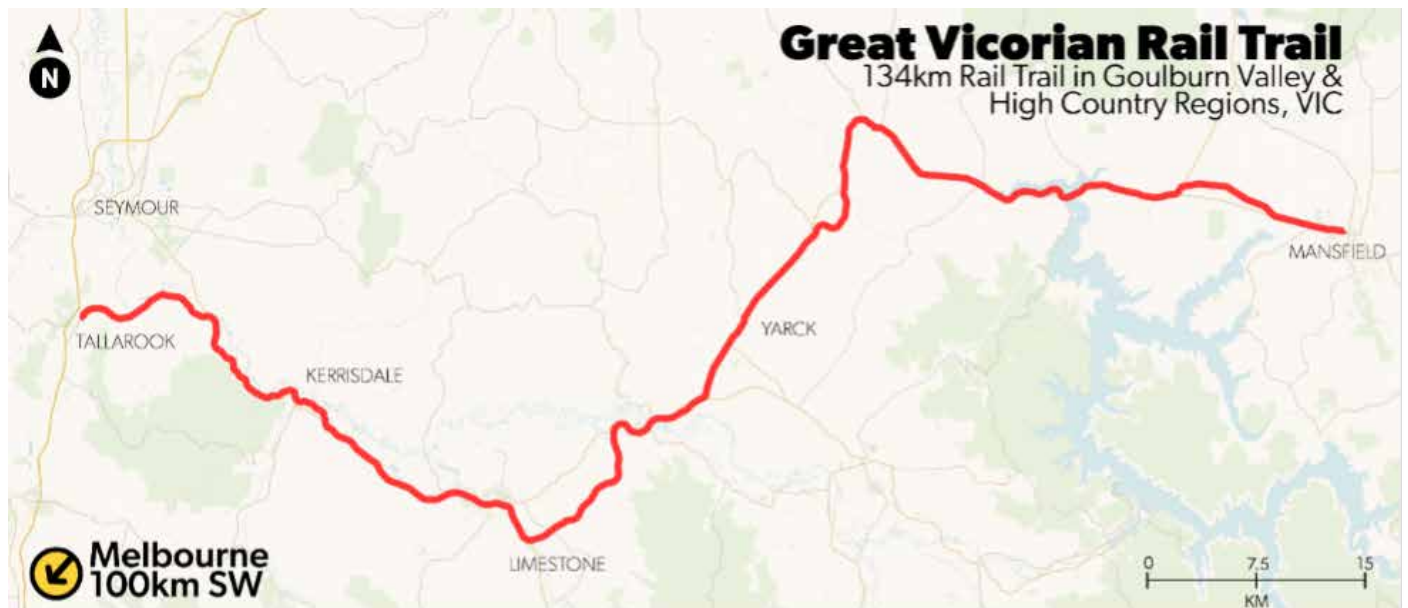 N
Great Vicorian Rail Trail
134km Rail Trail in Goulburn Valley &
High Country Regions, VIC
SEYMOUR
MANSFIELD
TALLAROOK
YARCK
KERRISDALE
LIMESTONE
Melbourne
100km SW
0 7.5 15
KM